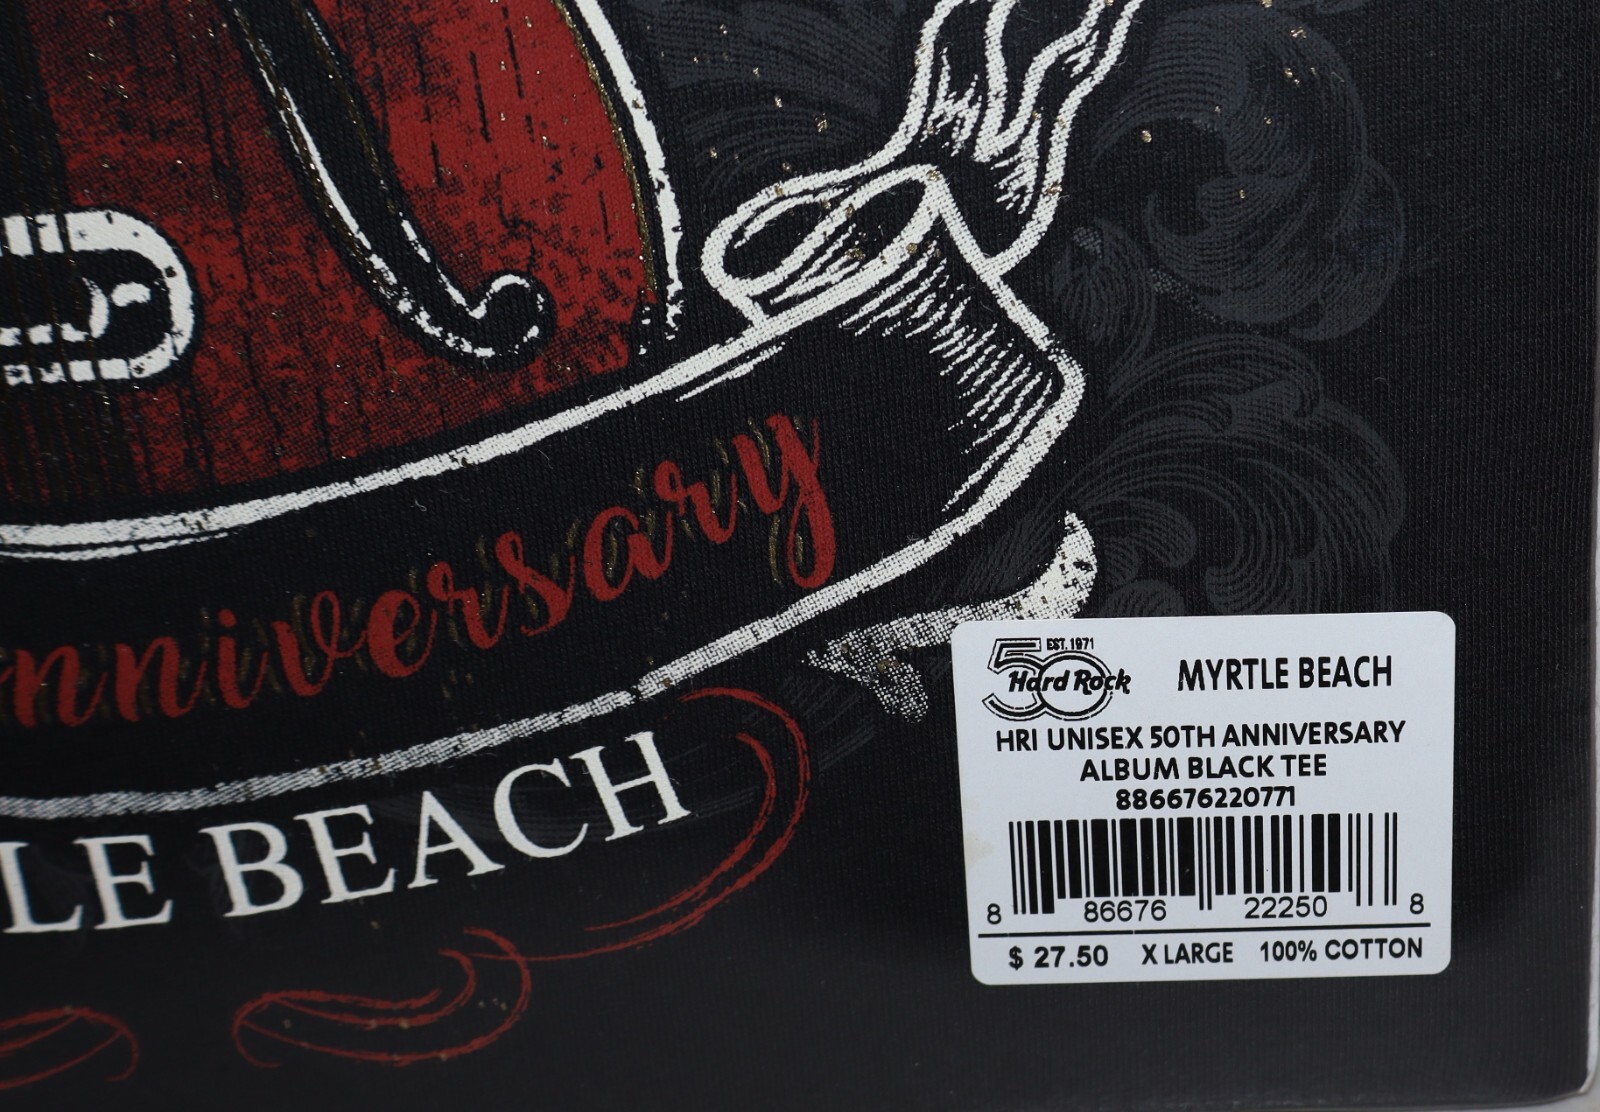 nniversary
LE BEACH
EST. 1971
50
Hard Rock
MYRTLE BEACH
HRI UNISEX 50TH ANNIVERSARY
ALBUM BLACK TEE
886676220771
8 86676 22250 8
$ 27.50 X LARGE 100% COTTON